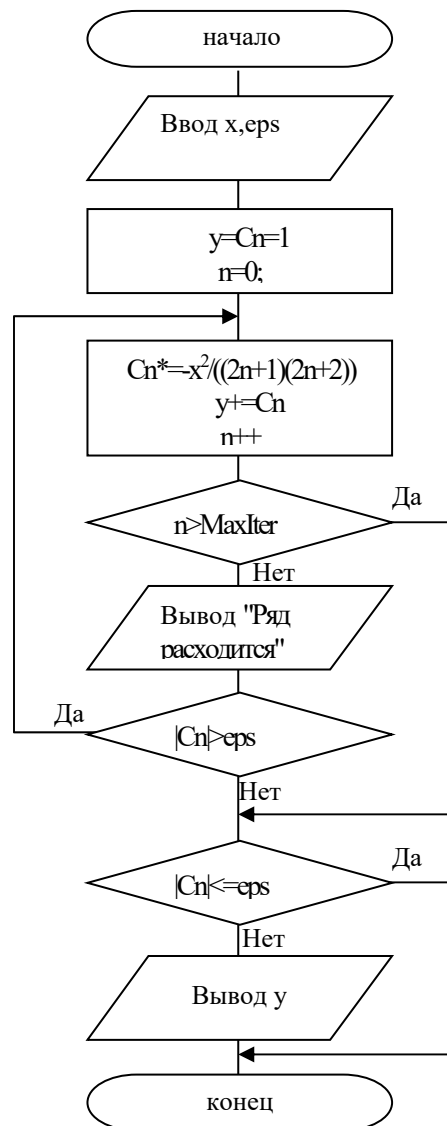 начало
Ввод x,eps
y=Cn=1
n=0;
Cn*=-x²/((2n+1)(2n+2))
y+=Cn
n++
n>MaxIter
Да
Нет
Вывод "Ряд
расходится"
Да
|Cn|>eps
Нет
|Cn|<=eps
Да
Нет
Вывод y
конец